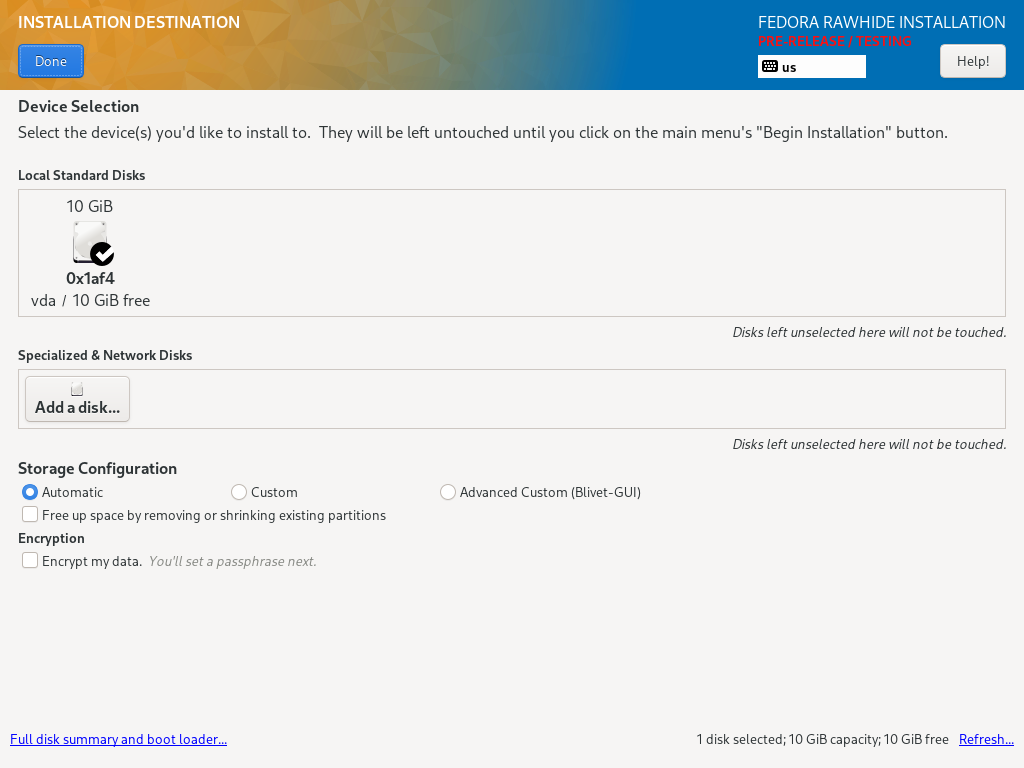 INSTALLATION DESTINATION
FEDORA RAWHIDE INSTALLATION
PRE-RELEASE / TESTING
Done
us
Help!
Device Selection
Select the device(s) you'd like to install to.  They will be left untouched until you click on the main menu's "Begin Installation" button.
Local Standard Disks
10 GiB
0x1af4
vda / 10 GiB free
Disks left unselected here will not be touched.
Specialized & Network Disks
Add a disk...
Disks left unselected here will not be touched.
Storage Configuration
Automatic
Custom
Advanced Custom (Blivet-GUI)
Free up space by removing or shrinking existing partitions
Encryption
Encrypt my data. You'll set a passphrase next.
Full disk summary and boot loader...
1 disk selected; 10 GiB capacity; 10 GiB free
Refresh...